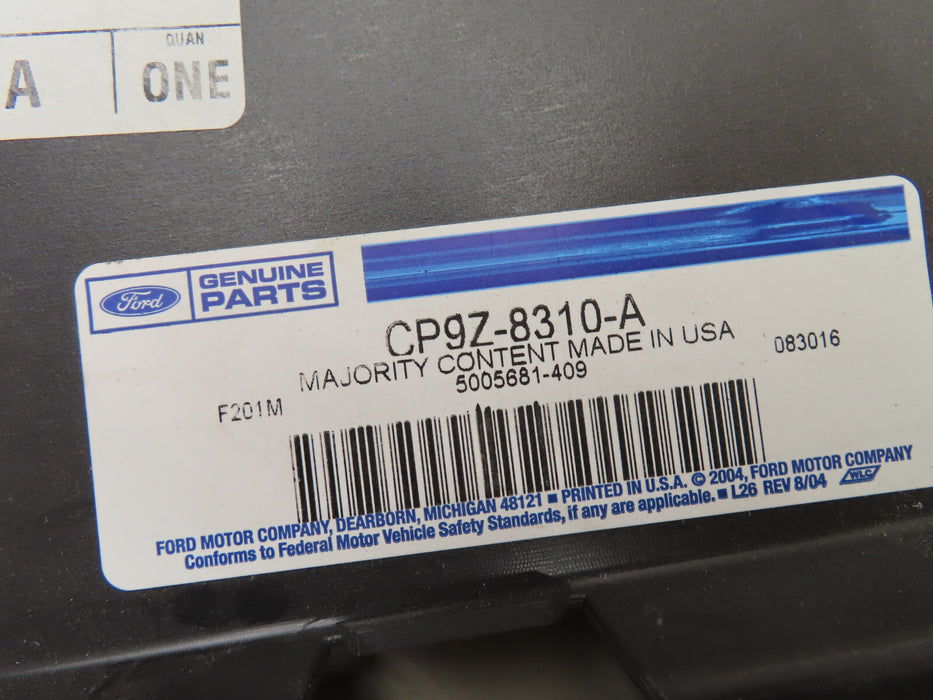 QUAN
A ONE
Ford GENUINE PARTS
CP9Z-8310-A
MAJORITY CONTENT MADE IN USA
083016
5005681-409
F201M
FORD MOTOR COMPANY, DEARBORN, MICHIGAN 48121 ■ PRINTED IN U.S.A. © 2004, FORD MOTOR COMPANY
Conforms to Federal Motor Vehicle Safety Standards, if any are applicable. ■ L26 REV 8/04 WLC